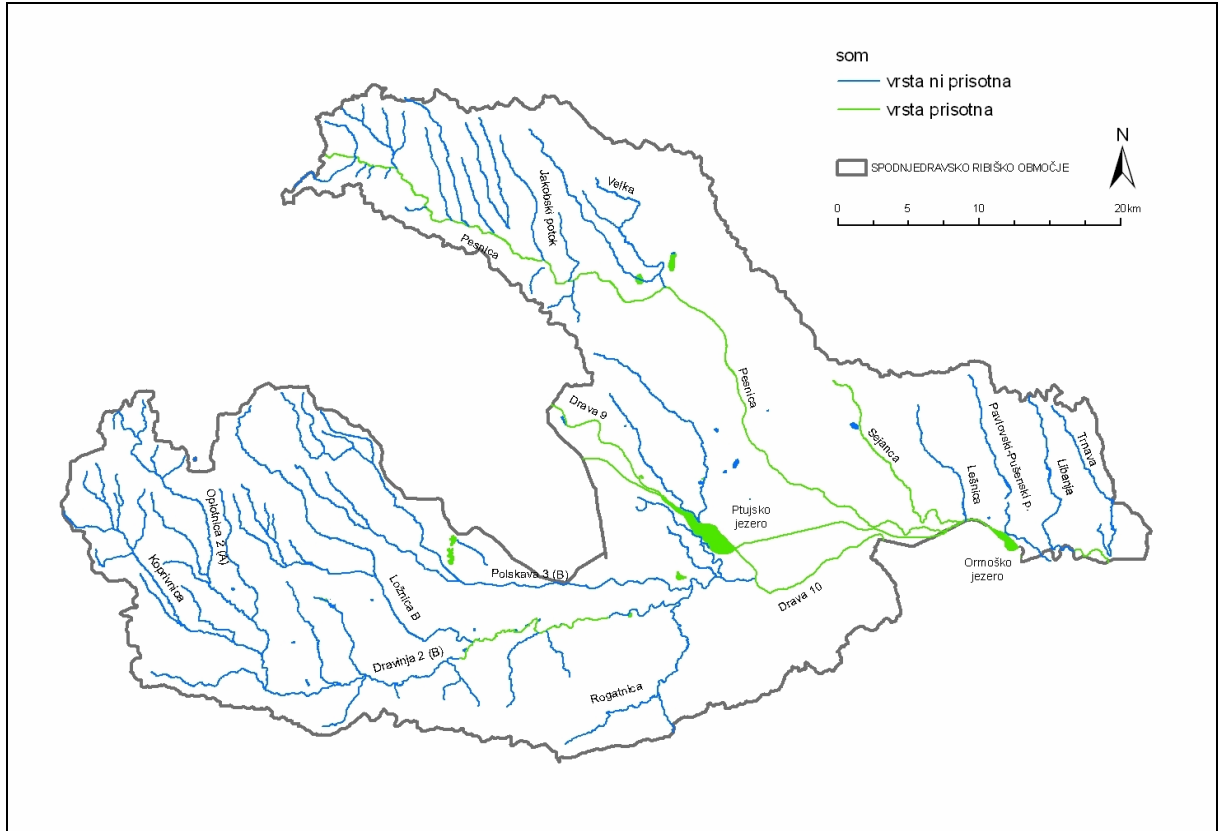 som
vrsta ni prisotna
vrsta prisotna
N
SPODNJEDRAVSKO RIBIŠKO OBMOČJE
0 5 10 20 km
Velka
Jakobski potok
Pesnica
Pesnica
Drava 9
Sejanca
Lešnica
Pavlovski-Pušenski p.
Libanja
Trnava
Ptujsko
jezero
Ormoško
jezero
Drava 10
Oplotnica 2 (A)
Koprivnica
Ložnica B
Polskava 3 (B)
Dravinja 2 (B)
Rogatnica